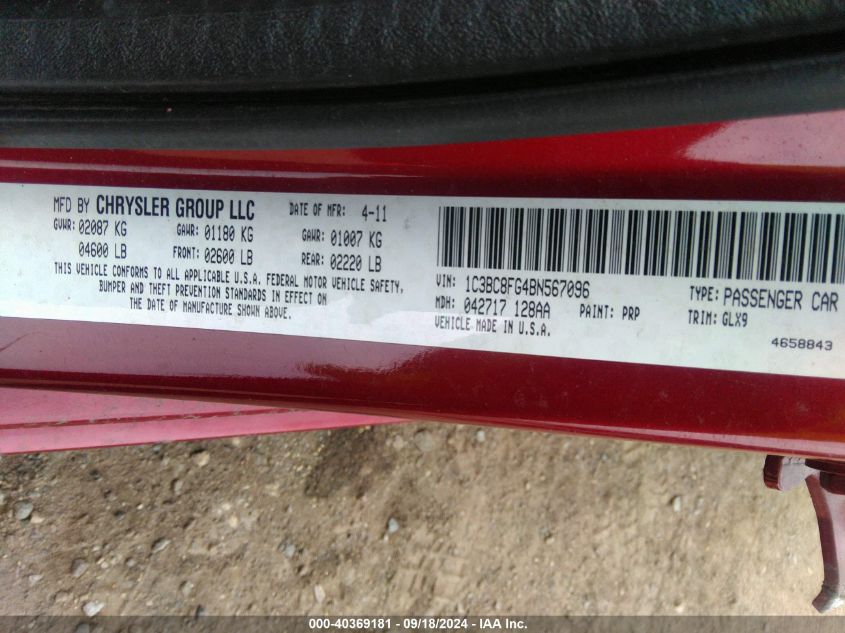 MFD BY CHRYSLER GROUP LLC DATE OF MFR: 4-11
GVWR: 02087 KG GAWR: 01180 KG GAWR: 01007 KG
04600 LB FRONT: 02600 LB REAR: 02220 LB
THIS VEHICLE CONFORMS TO ALL APPLICABLE U.S.A. FEDERAL MOTOR VEHICLE SAFETY,
BUMPER AND THEFT PREVENTION STANDARDS IN EFFECT ON
THE DATE OF MANUFACTURE SHOWN ABOVE.
VIN: 1C3BC8FG4BN567096 TYPE: PASSENGER CAR
MDH: 042717 128AA PAINT: PRP TRIM: GLX9
VEHICLE MADE IN U.S.A.
4658843
000-40369181 - 09/18/2024 - IAA Inc.